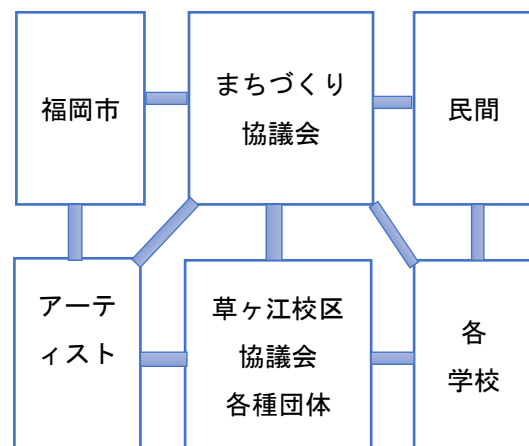 福岡市
まちづくり
協議会
民間
アーテ
ィスト
草ヶ江校区
協議会
各種団体
各
学校